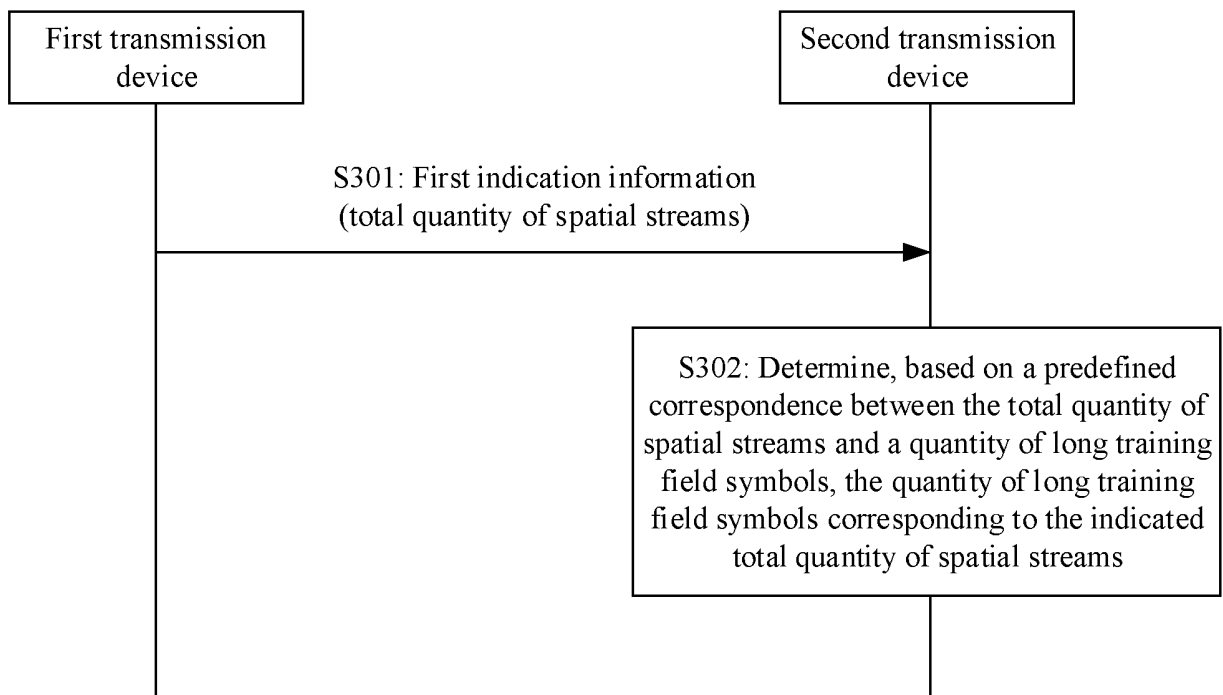 First transmission
device
Second transmission
device
S301: First indication information
(total quantity of spatial streams)
S302: Determine, based on a predefined
correspondence between the total quantity of
spatial streams and a quantity of long training
field symbols, the quantity of long training
field symbols corresponding to the indicated
total quantity of spatial streams